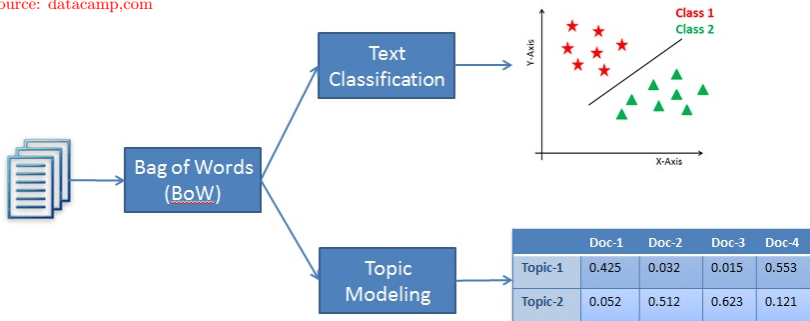 ource: datacamp,com
Text
Classification
Y-Axis
Class 1
Class 2
X-Axis
Bag of Words
(BoW)
Topic
Modeling
Doc-1 Doc-2 Doc-3 Doc-4
Topic-1 0.425 0.032 0.015 0.553
Topic-2 0.052 0.512 0.623 0.121